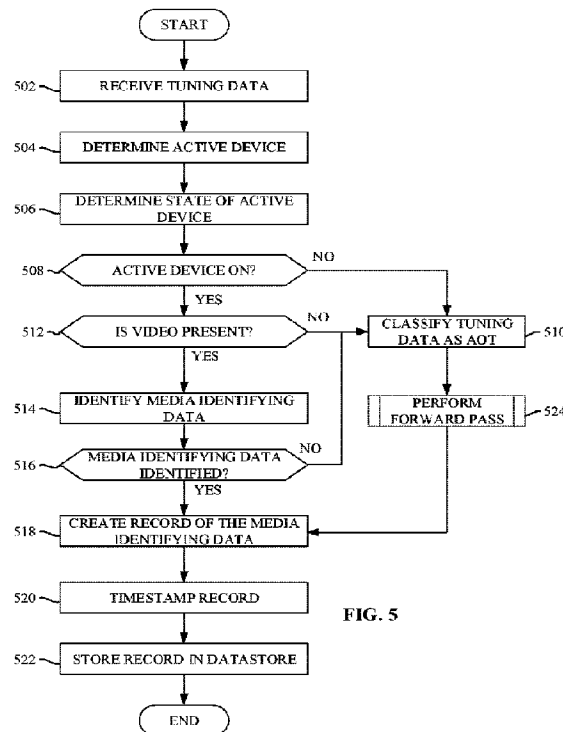 START
502
RECEIVE TUNING DATA
504
DETERMINE ACTIVE DEVICE
506
DETERMINE STATE OF ACTIVE
DEVICE
508
ACTIVE DEVICE ON?
NO
YES
512
IS VIDEO PRESENT?
NO
YES
CLASSIFY TUNING
DATA AS AOT
510
514
IDENTIFY MEDIA IDENTIFYING
DATA
PERFORM
FORWARD PASS
524
516
MEDIA IDENTIFYING DATA
IDENTIFIED?
NO
YES
518
CREATE RECORD OF THE MEDIA
IDENTIFYING DATA
520
TIMESTAMP RECORD
FIG. 5
522
STORE RECORD IN DATASTORE
END